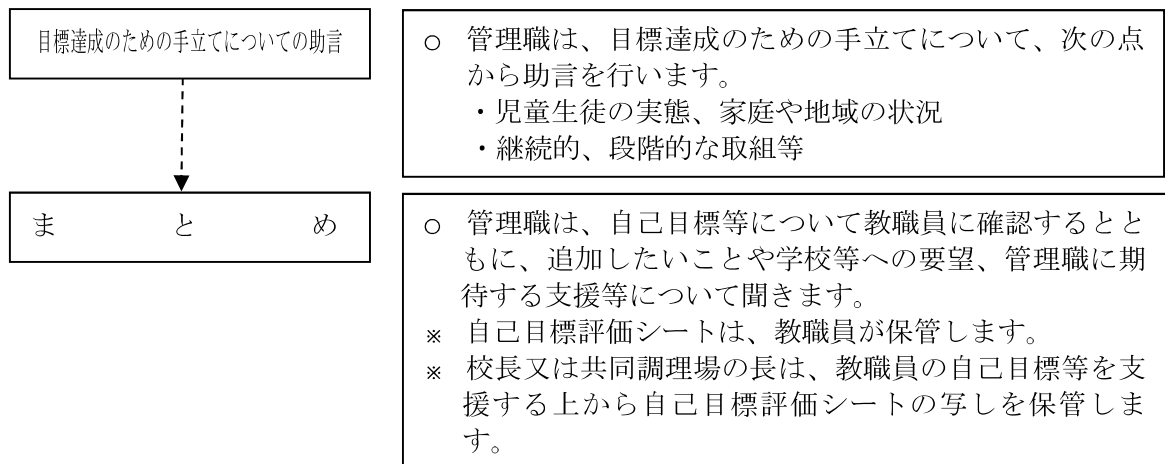 目標達成のための手立てについての助言
○ 管理職は、目標達成のための手立てについて、次の点
から助言を行います。
・児童生徒の実態、家庭や地域の状況
・継続的、段階的な取組等
ま と め
○ 管理職は、自己目標等について教職員に確認するとと
もに、追加したいことや学校等への要望、管理職に期
待する支援等について聞きます。
※ 自己目標評価シートは、教職員が保管します。
※ 校長又は共同調理場の長は、教職員の自己目標等を支
援する上から自己目標評価シートの写しを保管しま
す。